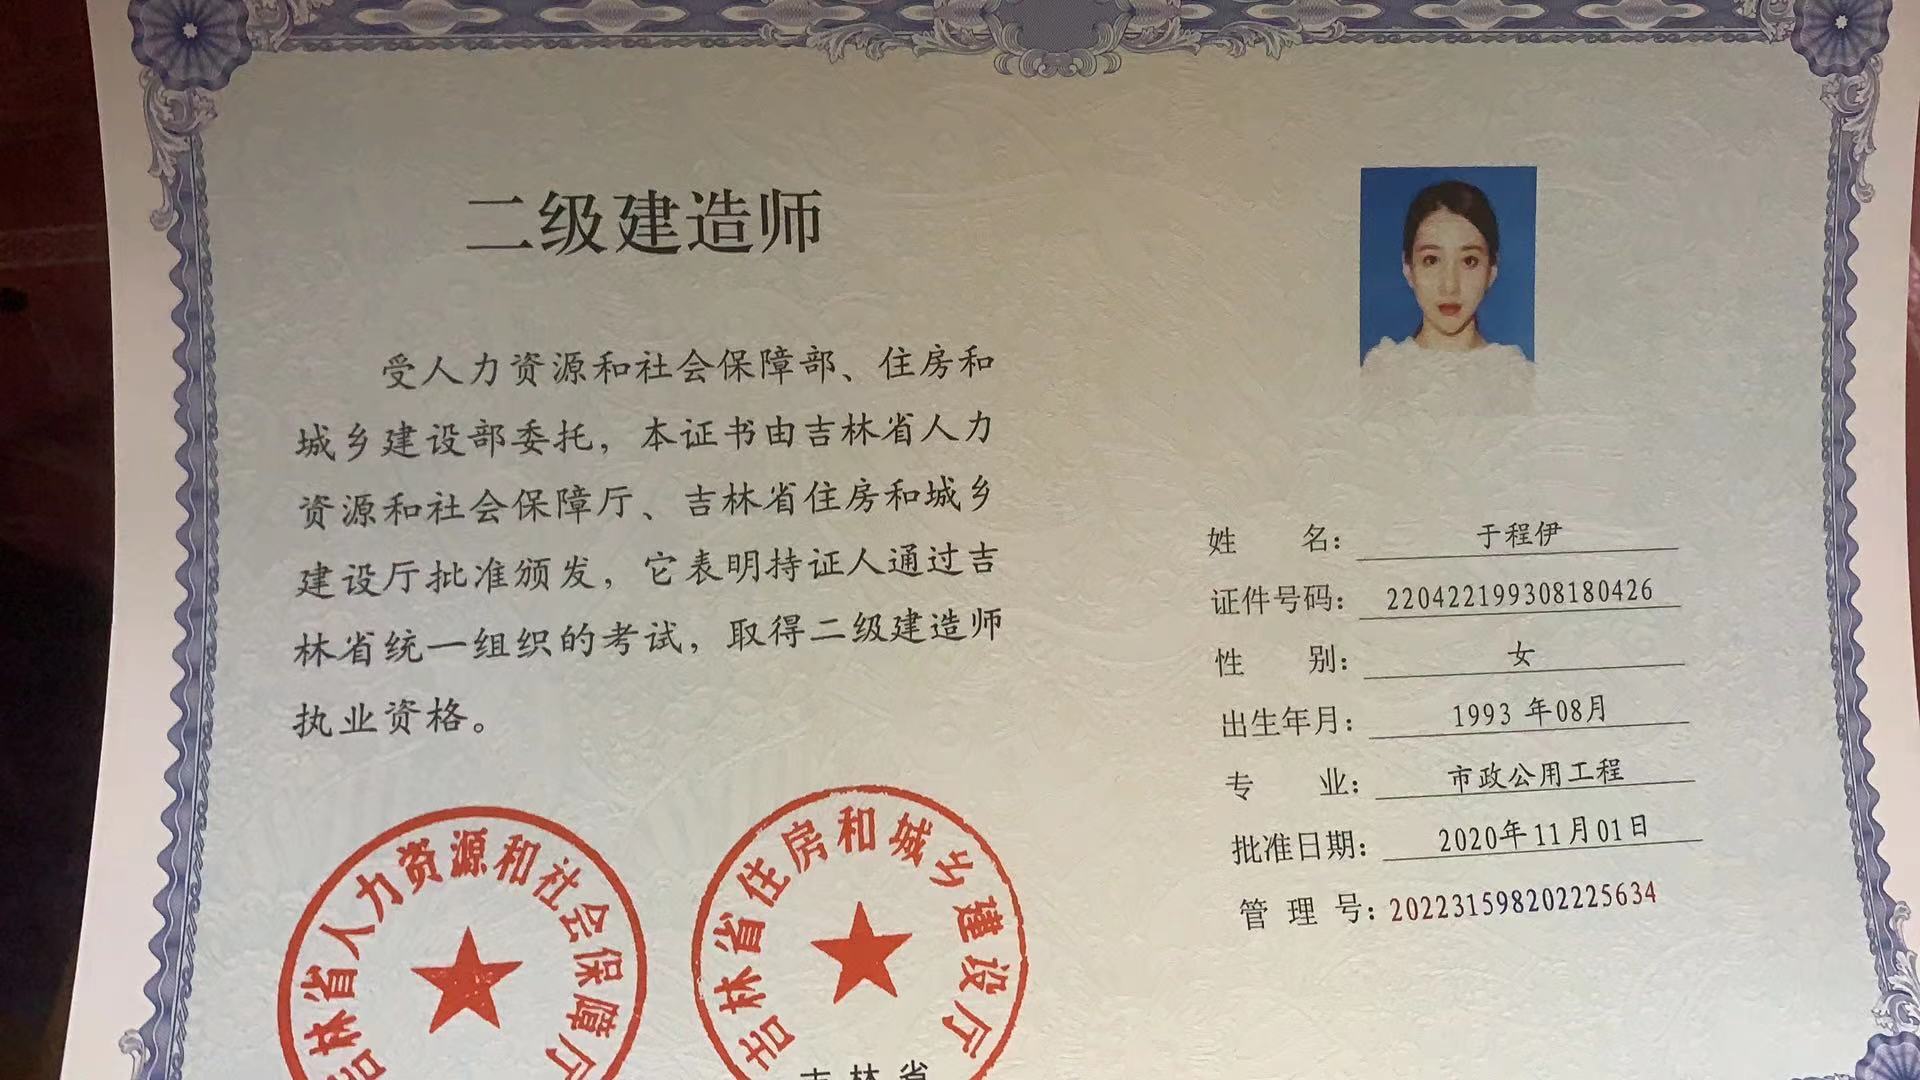 二级建造师
受人力资源和社会保障部、住房和
城乡建设部委托，本证书由吉林省人力
资源和社会保障厅、吉林省住房和城乡
建设厅批准颁发，它表明持证人通过吉
林省统一组织的考试，取得二级建造师
执业资格。
姓 名：于程伊
证件号码：220422199308180426
性 别：女
出生年月：1993 年08月
专 业：市政公用工程
批准日期：2020年11月01日
管 理 号：202231598202225634
吉林省人力资源和社会保障厅
吉林省住房和城乡建设厅
吉林省